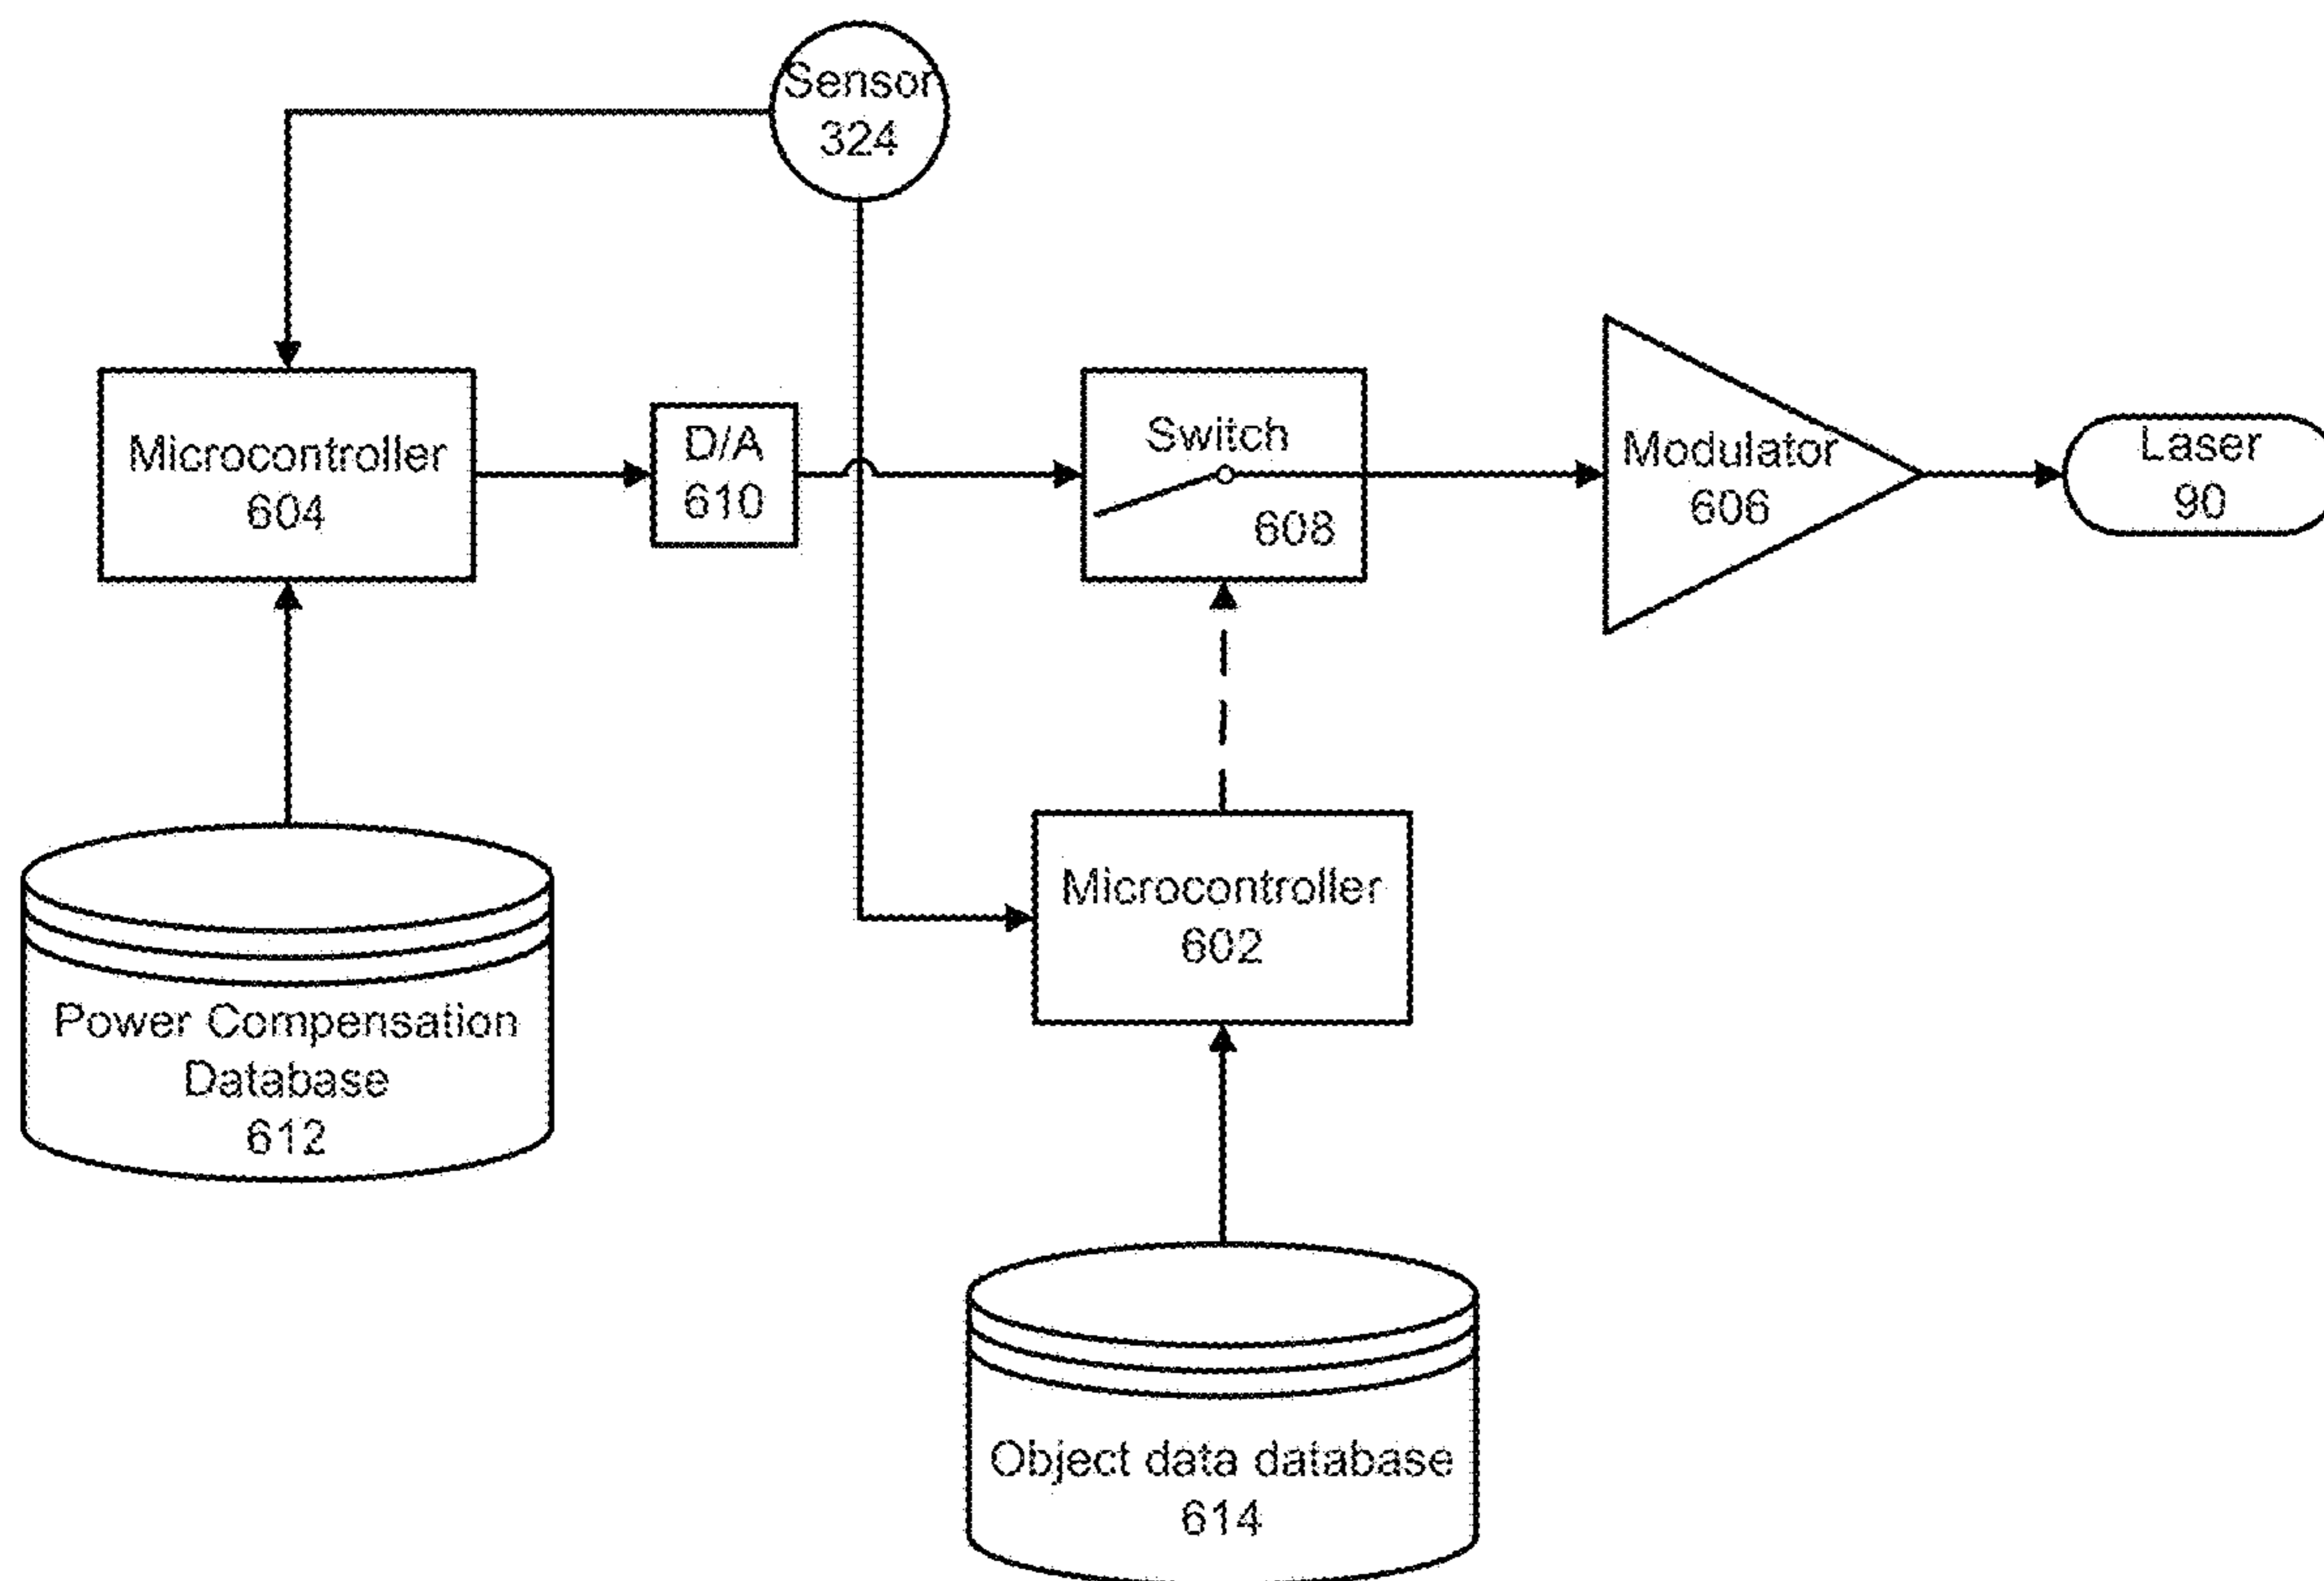 Sensor
324
Microcontroller
604
D/A
610
Switch
608
Modulator
606
Laser
90
Microcontroller
602
Power Compensation
Database
612
Object data database
614